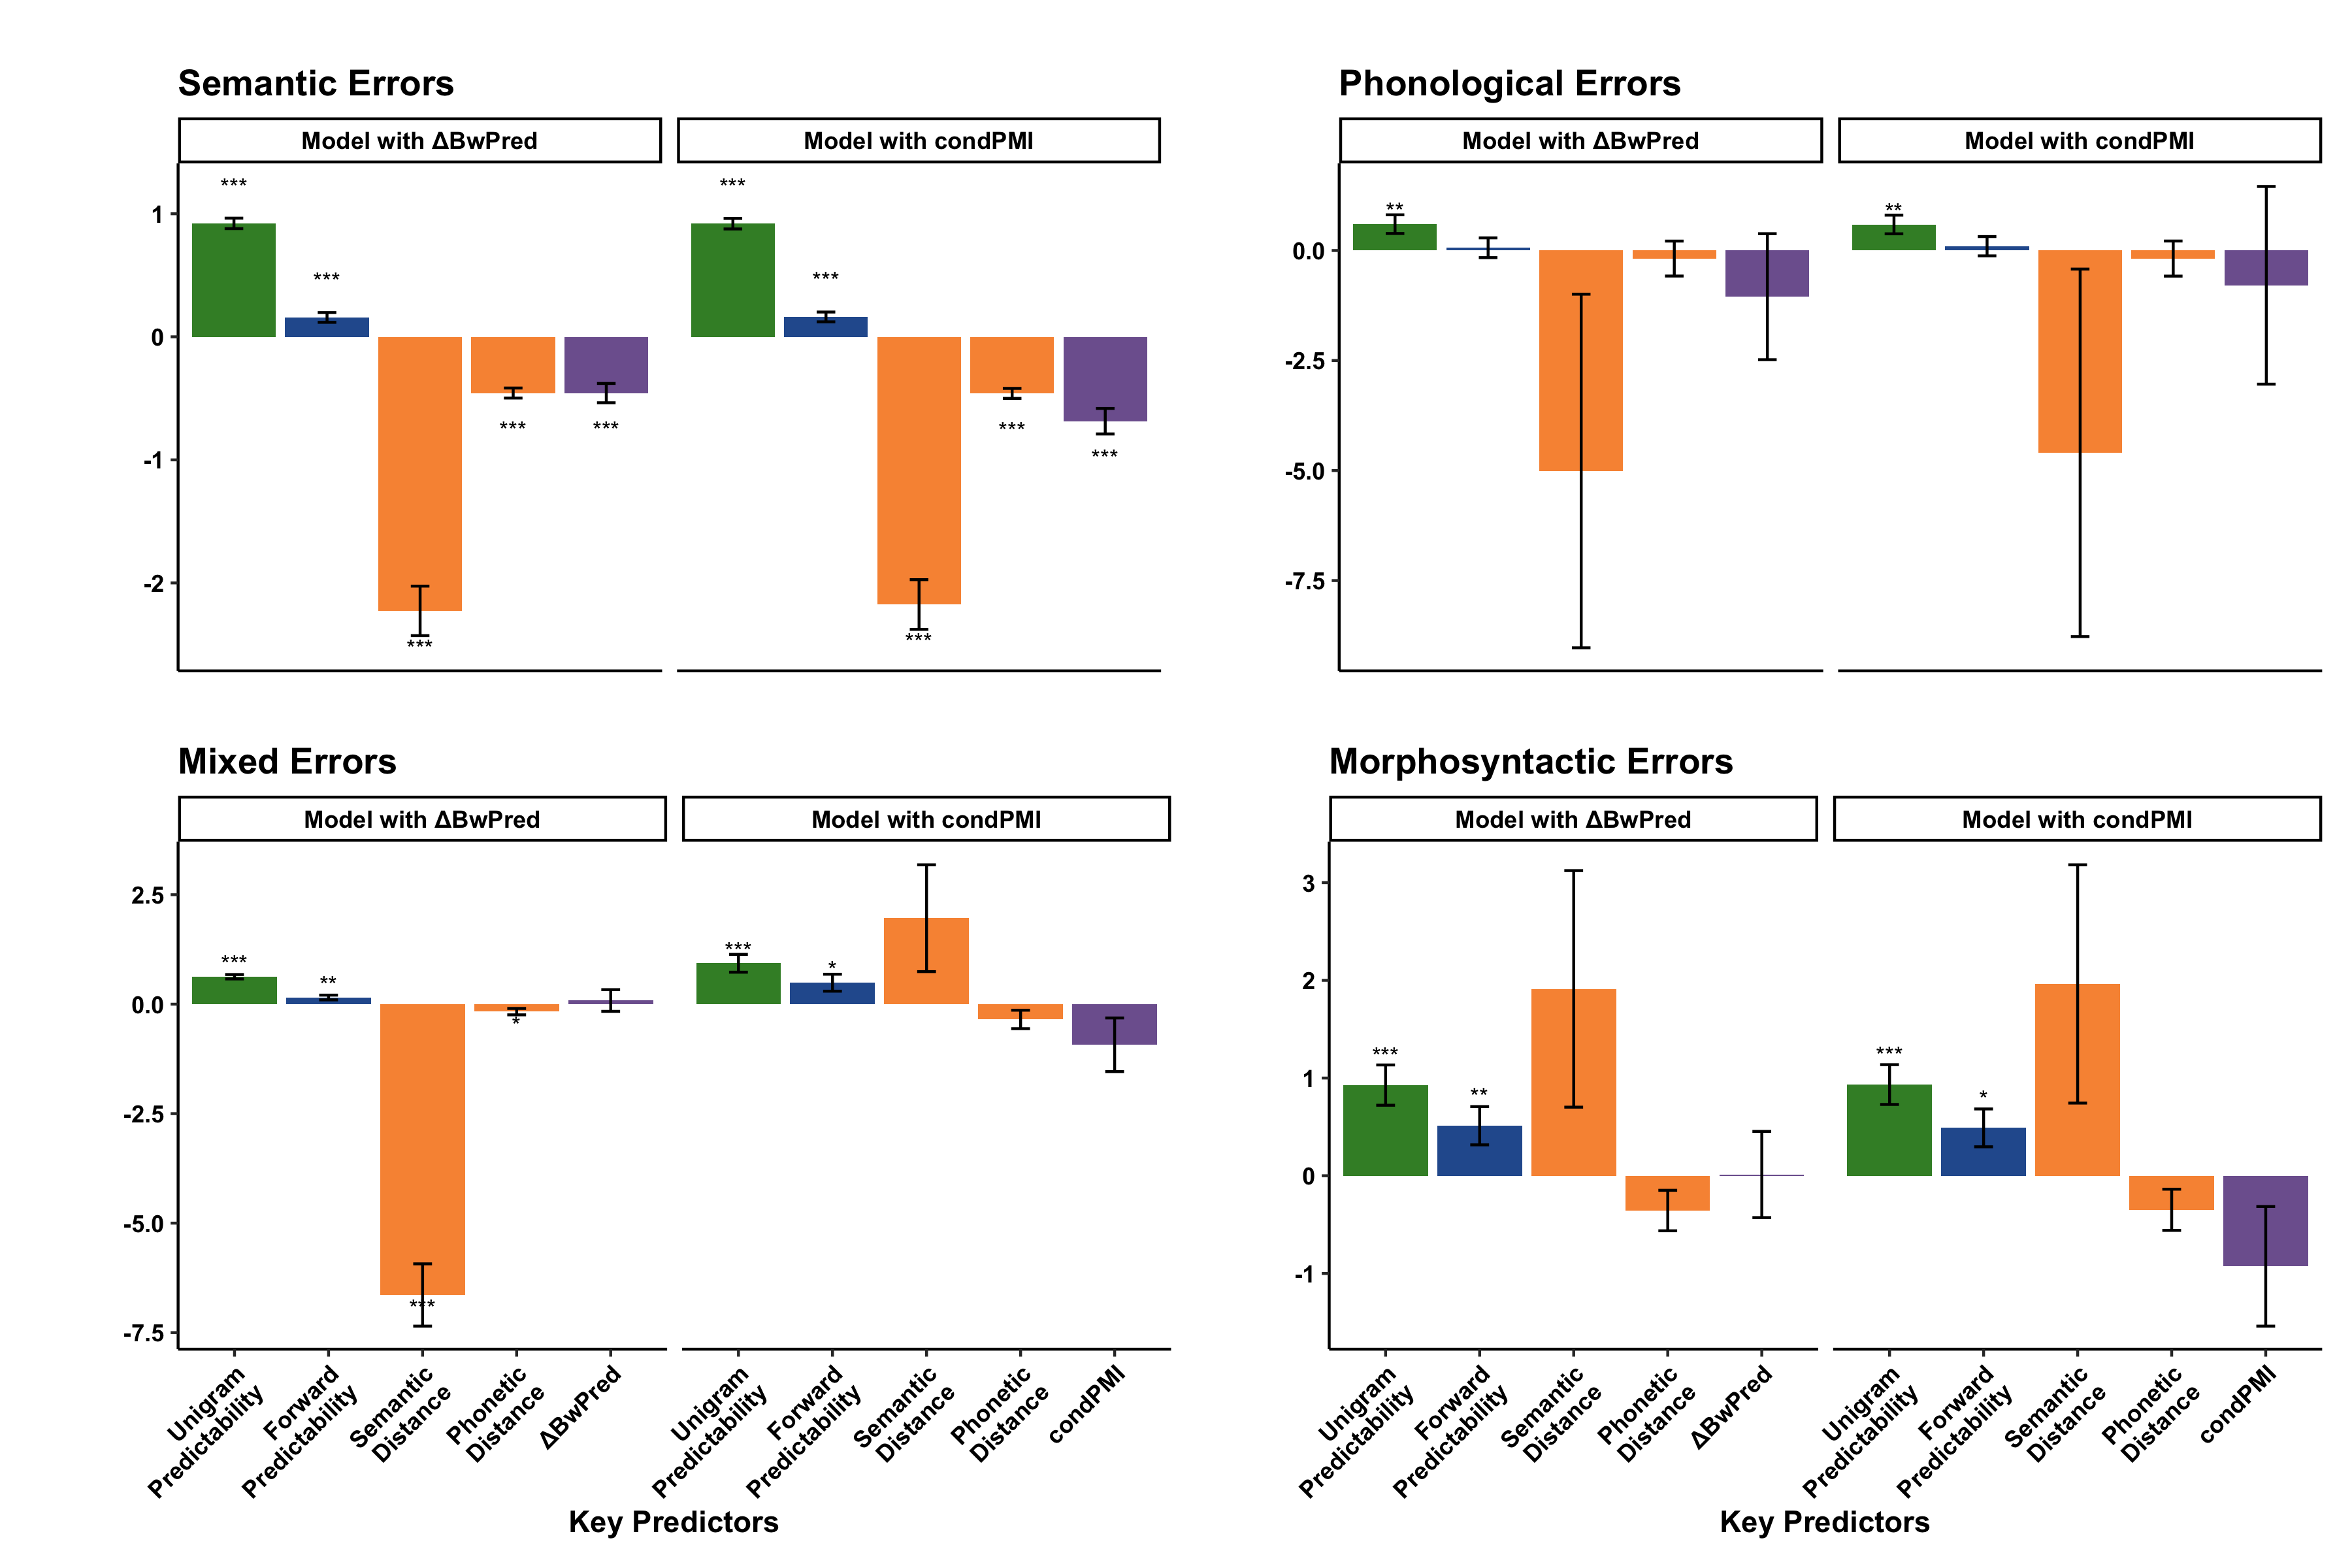 Semantic Errors
Model with ΔBwPred
Model with condPMI
1
0
-1
-2
***
***
***
***
***
***
***
***
***
***
Phonological Errors
Model with ΔBwPred
Model with condPMI
0.0
-2.5
-5.0
-7.5
**
**
Mixed Errors
Model with ΔBwPred
Model with condPMI
2.5
0.0
-2.5
-5.0
-7.5
***
**
***
*
***
*
Unigram
Predictability
Forward
Predictability
Semantic
Distance
Phonetic
Distance
ΔBwPred
Unigram
Predictability
Forward
Predictability
Semantic
Distance
Phonetic
Distance
condPMI
Key Predictors
Morphosyntactic Errors
Model with ΔBwPred
Model with condPMI
3
2
1
0
-1
***
**
***
*
Unigram
Predictability
Forward
Predictability
Semantic
Distance
Phonetic
Distance
ΔBwPred
Unigram
Predictability
Forward
Predictability
Semantic
Distance
Phonetic
Distance
condPMI
Key Predictors